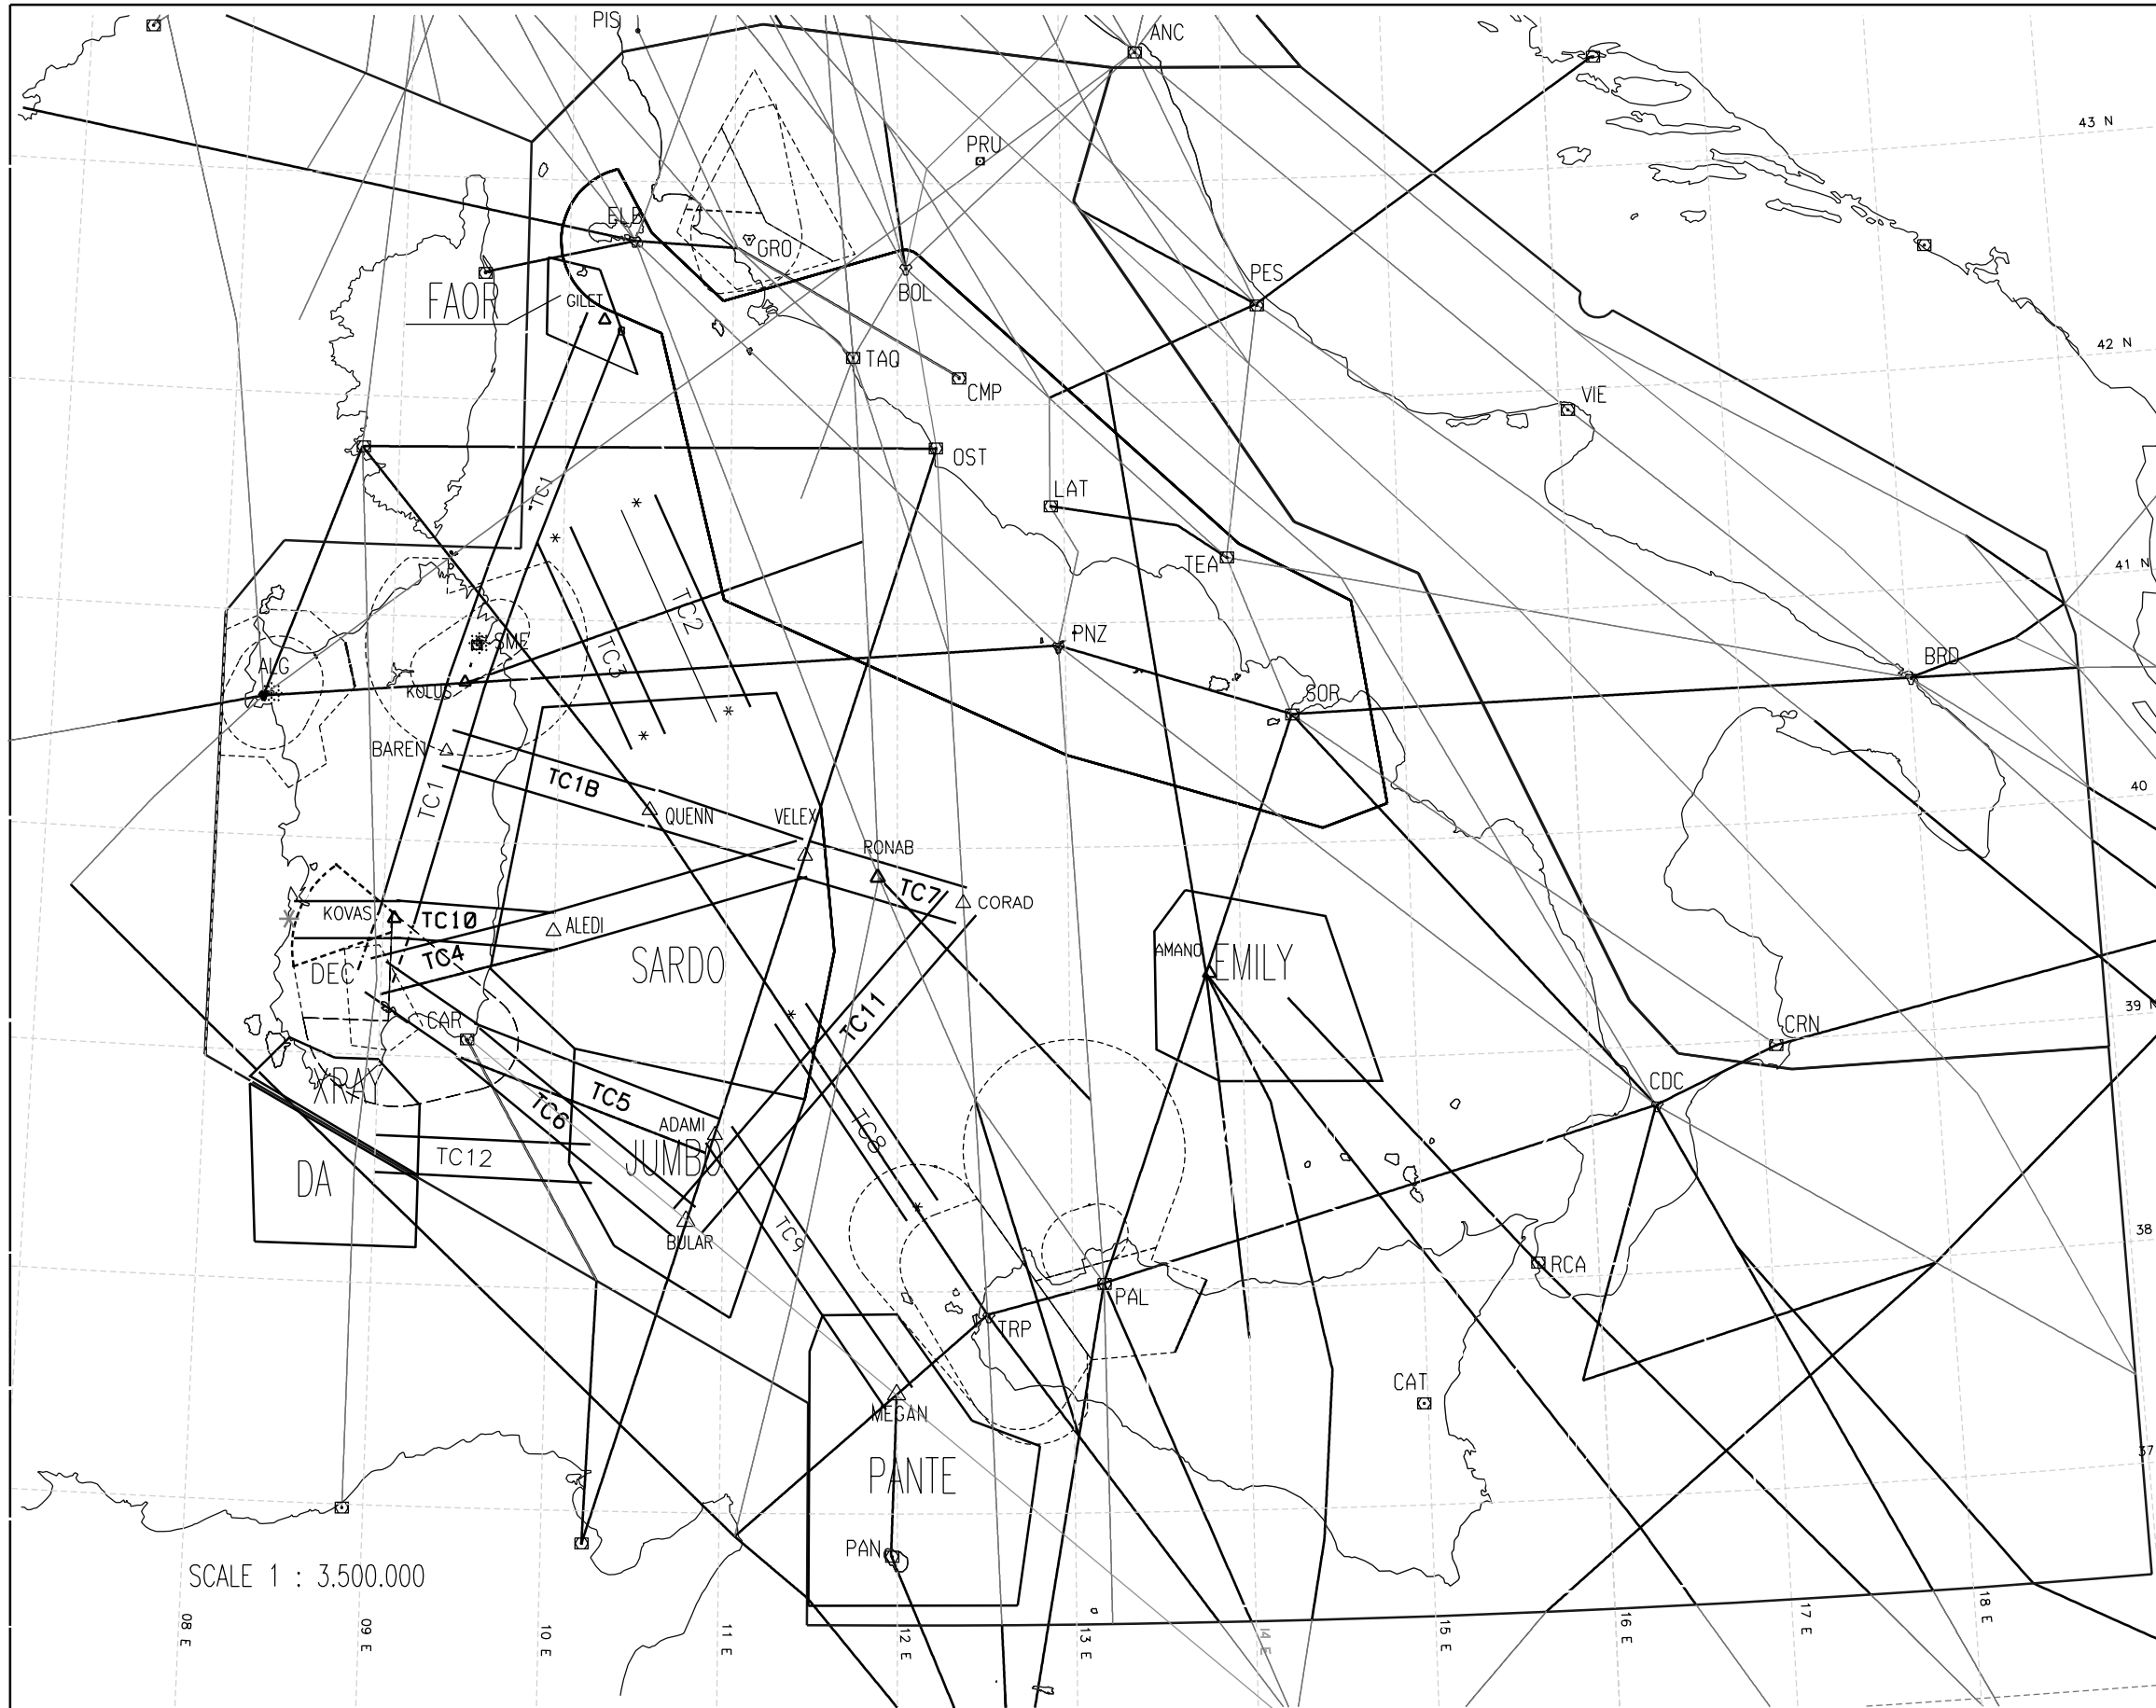 PIS
ANC
43 N
PRU
ELB
GRO
PES
BOL
FAOR
GILET
42 N
TAQ
CMP
VIE
OST
TC1
LAT
TEA
41 N
TC2
SME
TC3
PNZ
ALG
KOLUS
SOR
BRD
BAREN
TC1
TC1B
QUENN
VELEX
40
RONAB
TC7
CORAD
KOVAS
TC10
ALEDI
TC4
DEC
SARDO
AMANO
EMILY
39 N
TC11
CAR
CRN
XRAY
TC5
CDC
TC6
ADAMI
TC8
JUMBO
TC12
DA
TC9
BULAR
38
RCA
PAL
TRP
CAT
MEGAN
37
PANTE
PAN
SCALE 1 : 3.500.000
08 E
09 E
10 E
11 E
12 E
13 E
14 E
15 E
16 E
17 E
18 E